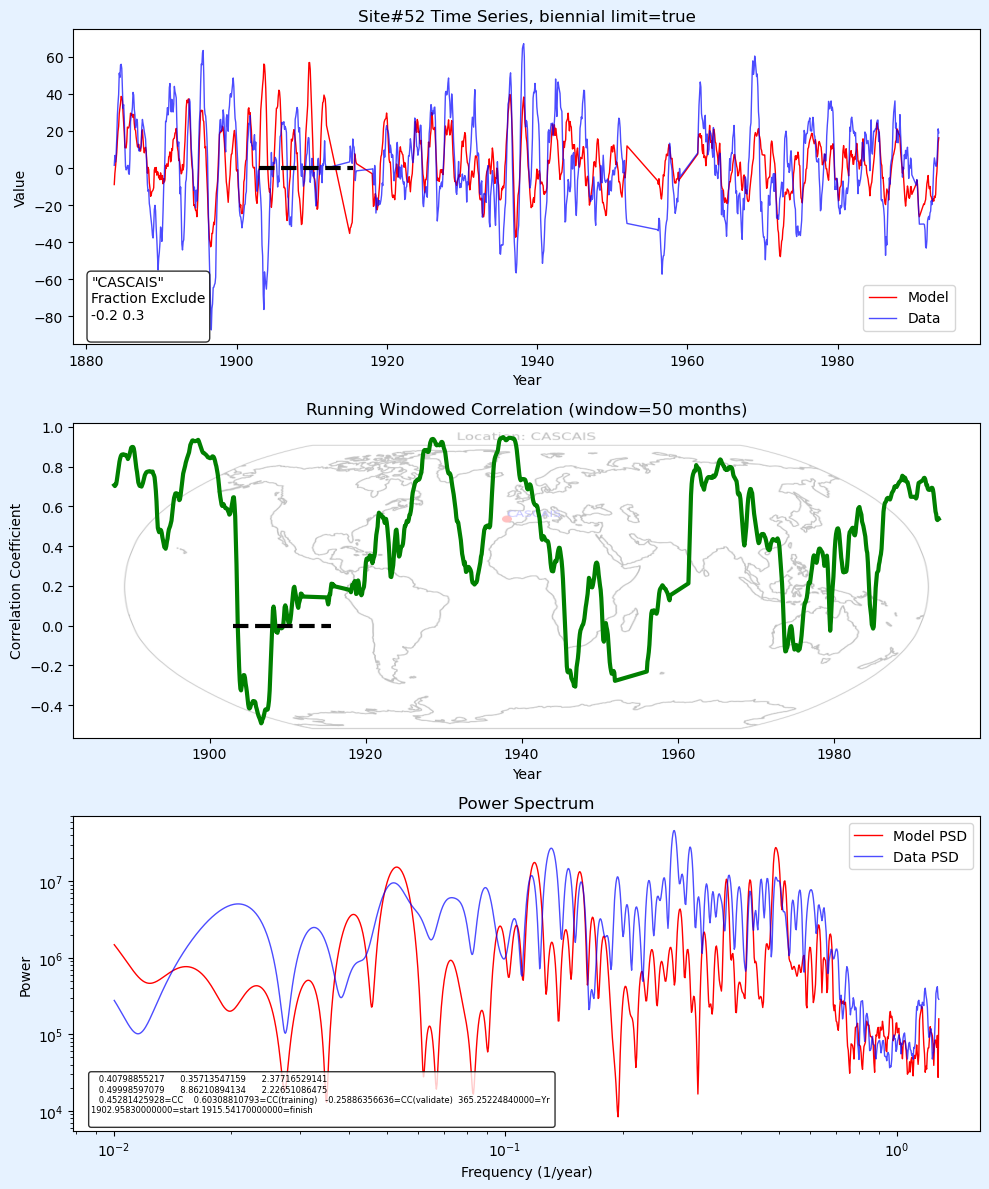 Site#52 Time Series, biennial limit=true
Value
60
40
20
0
−20
−40
−60
−80
"CASCAIS"
Fraction Exclude
-0.2 0.3
Model
Data
1880
1900
1920
1940
1960
1980
Year
Running Windowed Correlation (window=50 months)
Correlation Coefficient
1.0
0.8
0.6
0.4
0.2
0.0
−0.2
−0.4
Location: CASCAIS
CASCAIS
1900
1920
1940
1960
1980
Year
Power Spectrum
Power
10^7
10^6
10^5
10^4
Model PSD
Data PSD
0.40798855217 0.35713547159 2.37716529141
0.49998597079 8.86210894134 2.22651086475
0.45281425928=CC 0.60308810793=CC(training) -0.25886356636=CC(validate) 365.25224840000=Yr
1902.95830000000=start 1915.54170000000=finish
10^−2
10^−1
10^0
Frequency (1/year)